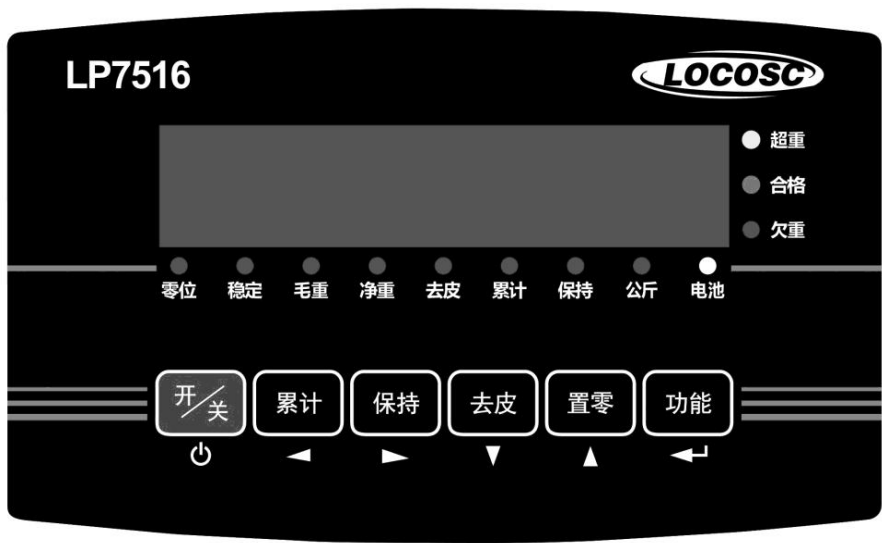 LP7516
LOCOSC
超重
合格
欠重
零位 稳定 毛重 净重 去皮 累计 保持 公斤 电池
开/关 累计 保持 去皮 置零 功能